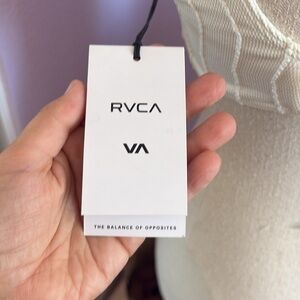 RVCA
VA
THE BALANCE OF OPPOSITES